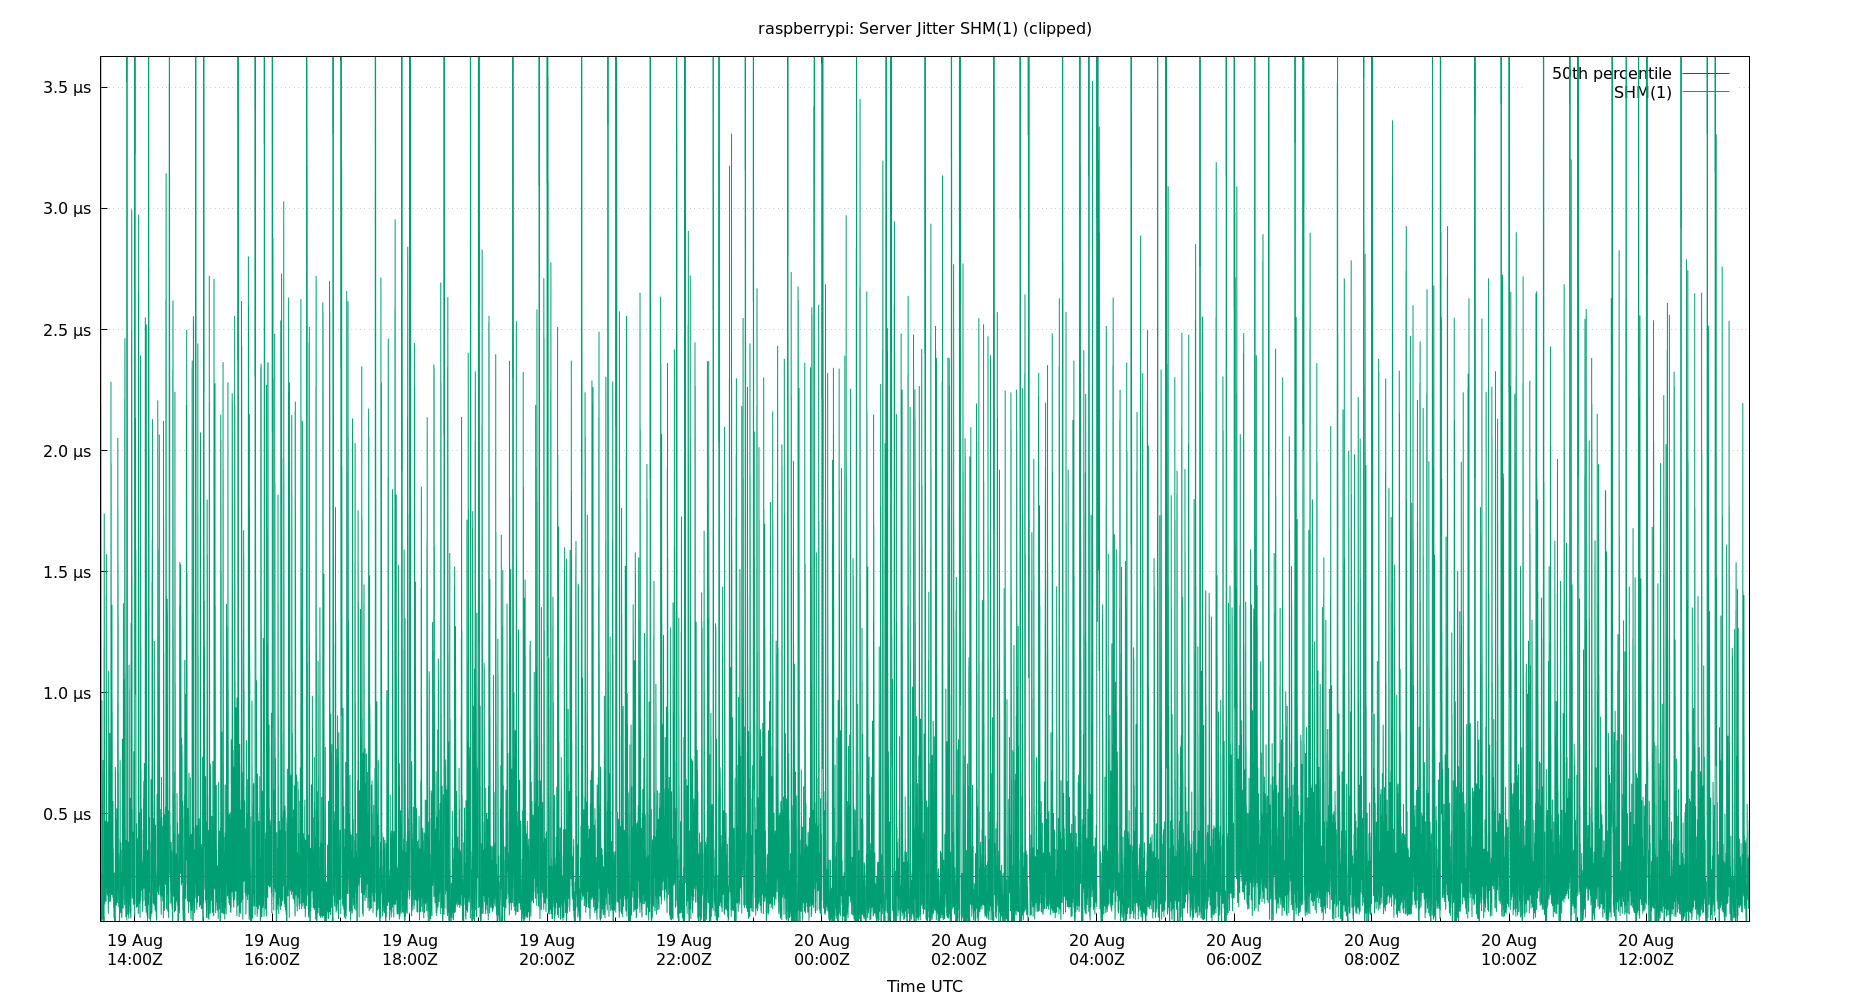 raspberrypi: Server Jitter SHM(1) (clipped)
50th percentile
SHM(1)
3.5 μs
3.0 μs
2.5 μs
2.0 μs
1.5 μs
1.0 μs
0.5 μs
19 Aug 19 Aug 19 Aug 19 Aug 19 Aug 20 Aug 20 Aug 20 Aug 20 Aug 20 Aug 20 Aug 20 Aug
14:00Z 16:00Z 18:00Z 20:00Z 22:00Z 00:00Z 02:00Z 04:00Z 06:00Z 08:00Z 10:00Z 12:00Z
Time UTC